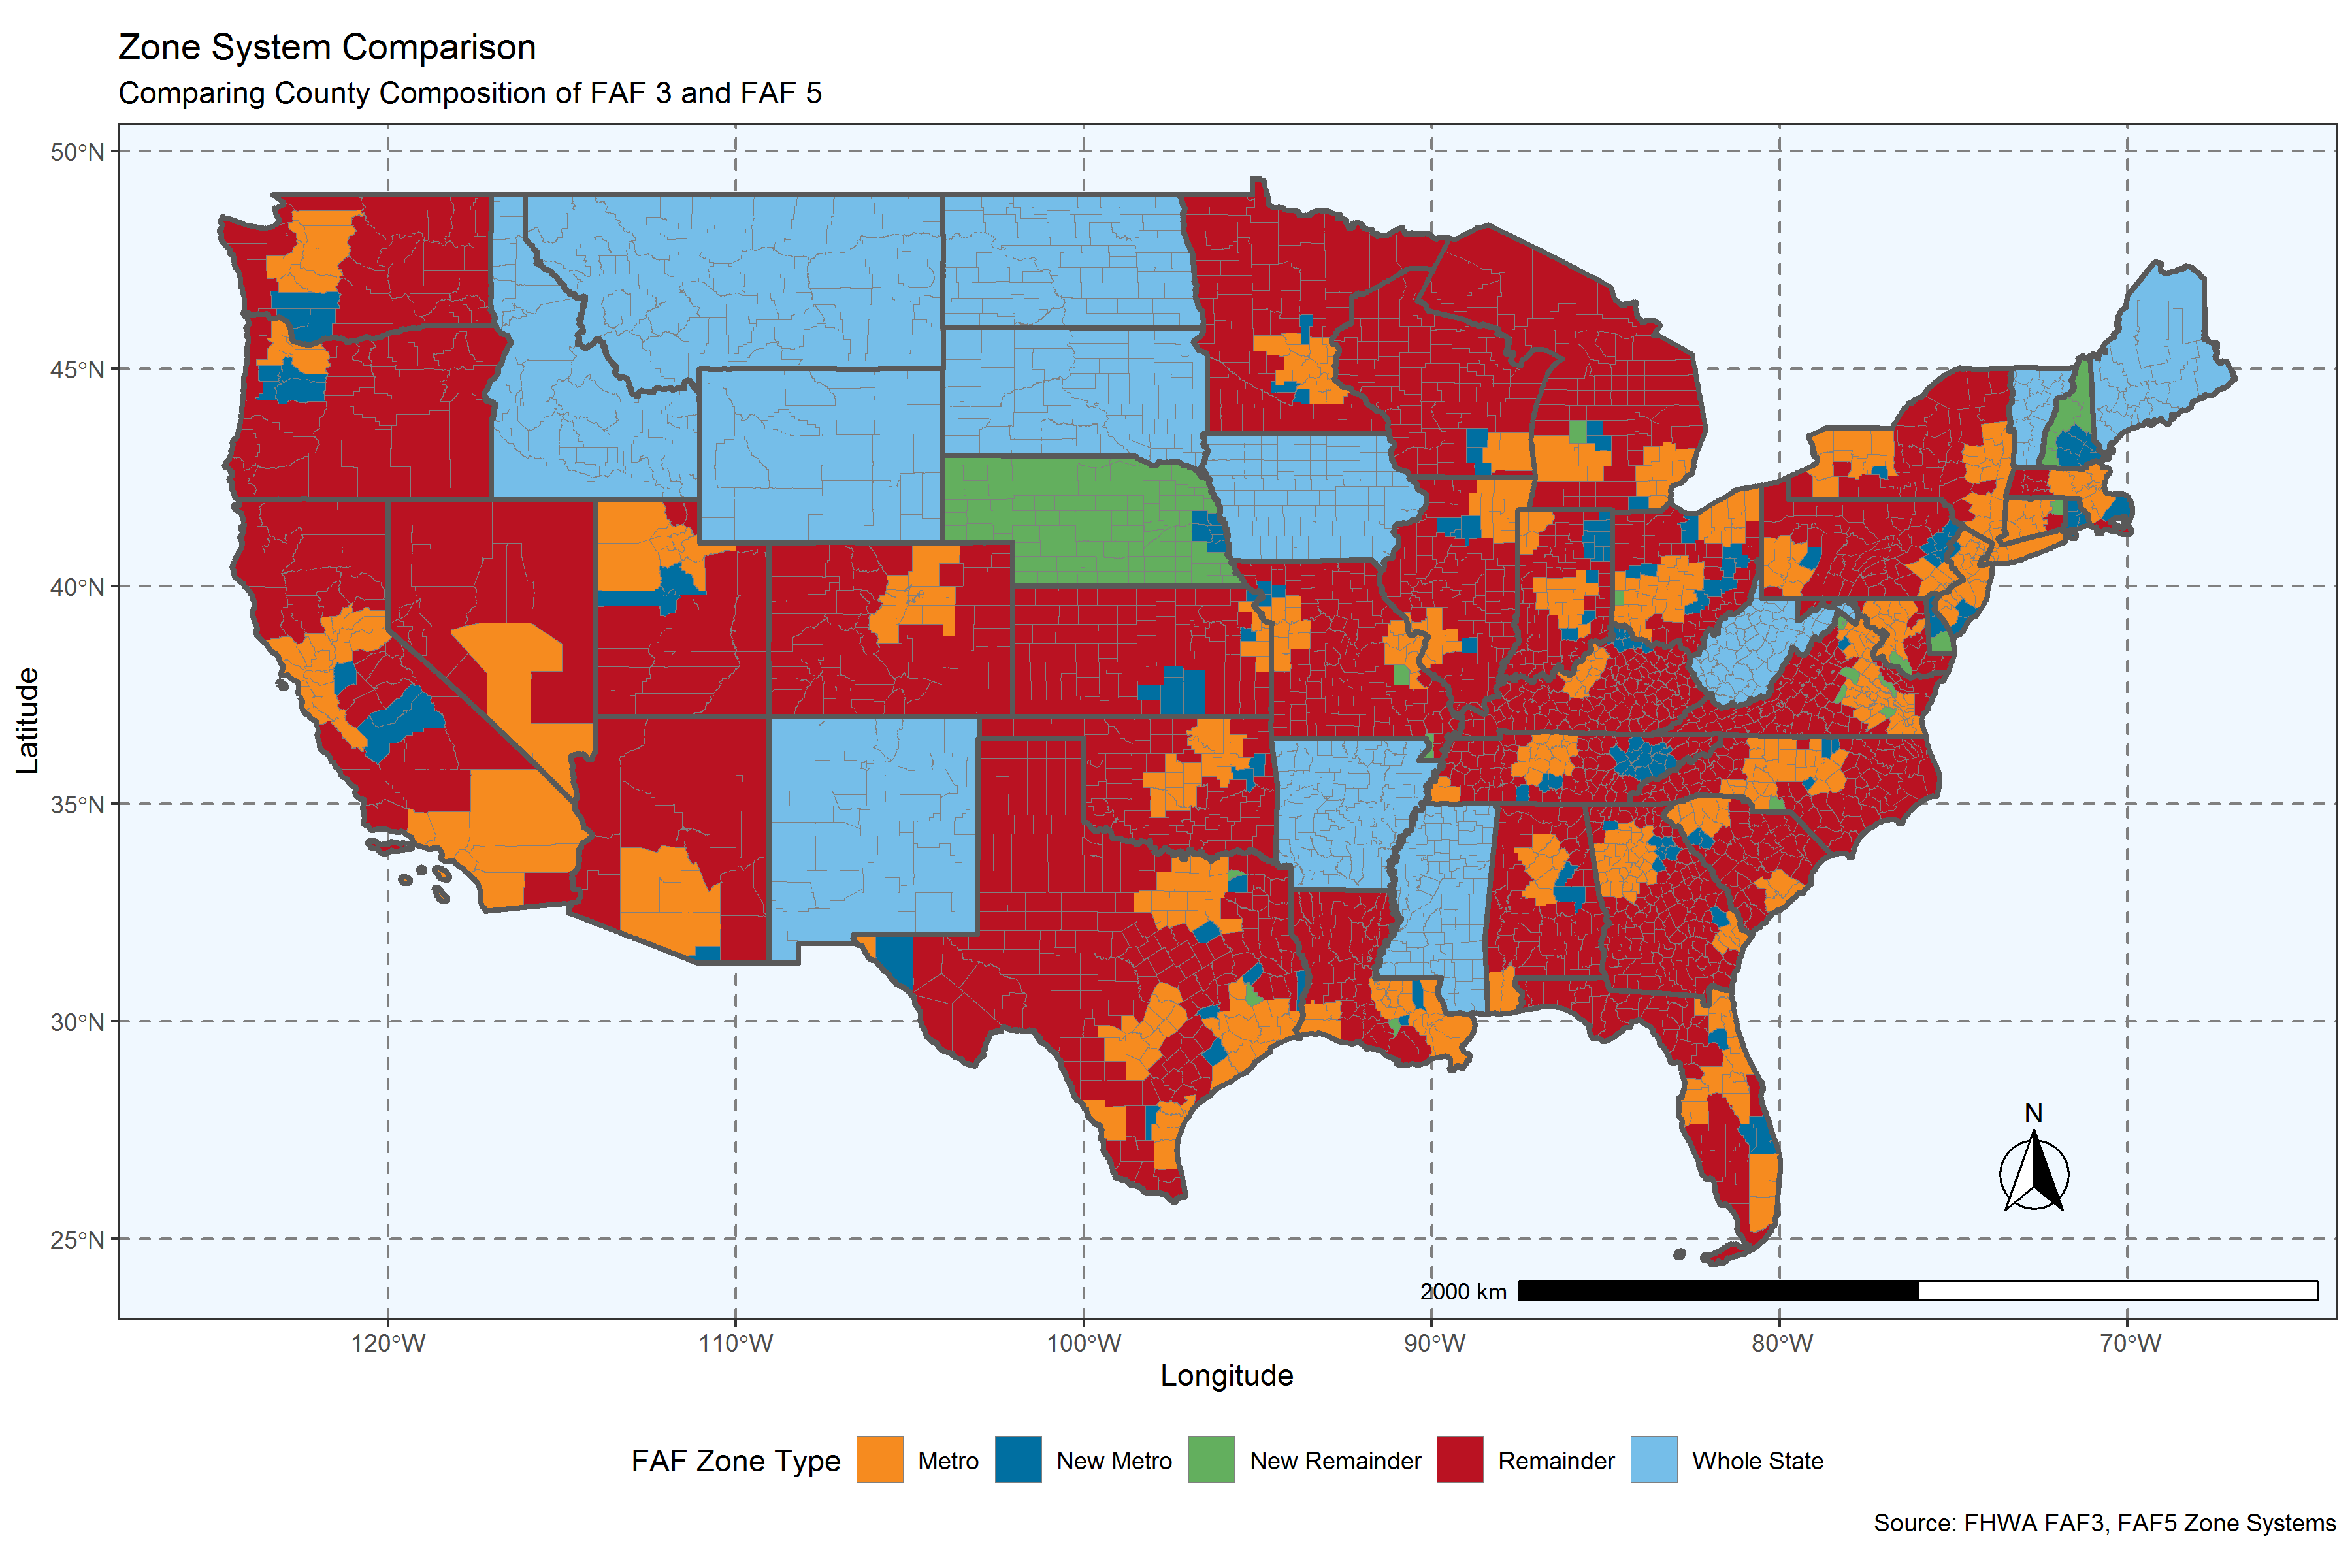 Zone System Comparison
Comparing County Composition of FAF 3 and FAF 5
50°N
45°N
40°N
35°N
30°N
25°N
Latitude
N
2000 km
120°W 110°W 100°W 90°W 80°W 70°W
Longitude
FAF Zone Type Metro New Metro New Remainder Remainder Whole State
Source: FHWA FAF3, FAF5 Zone Systems